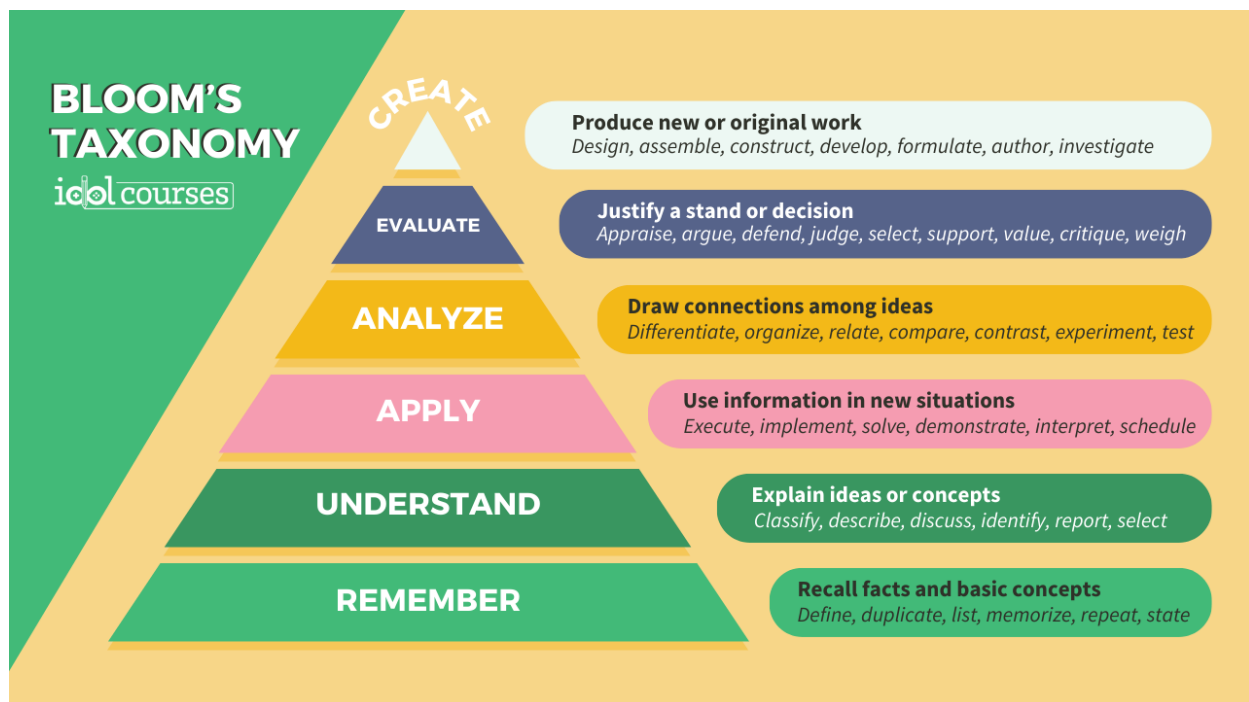 BLOOM'S
TAXONOMY
idol courses
CREATE
Produce new or original work
Design, assemble, construct, develop, formulate, author, investigate
EVALUATE
Justify a stand or decision
Appraise, argue, defend, judge, select, support, value, critique, weigh
ANALYZE
Draw connections among ideas
Differentiate, organize, relate, compare, contrast, experiment, test
APPLY
Use information in new situations
Execute, implement, solve, demonstrate, interpret, schedule
UNDERSTAND
Explain ideas or concepts
Classify, describe, discuss, identify, report, select
REMEMBER
Recall facts and basic concepts
Define, duplicate, list, memorize, repeat, state